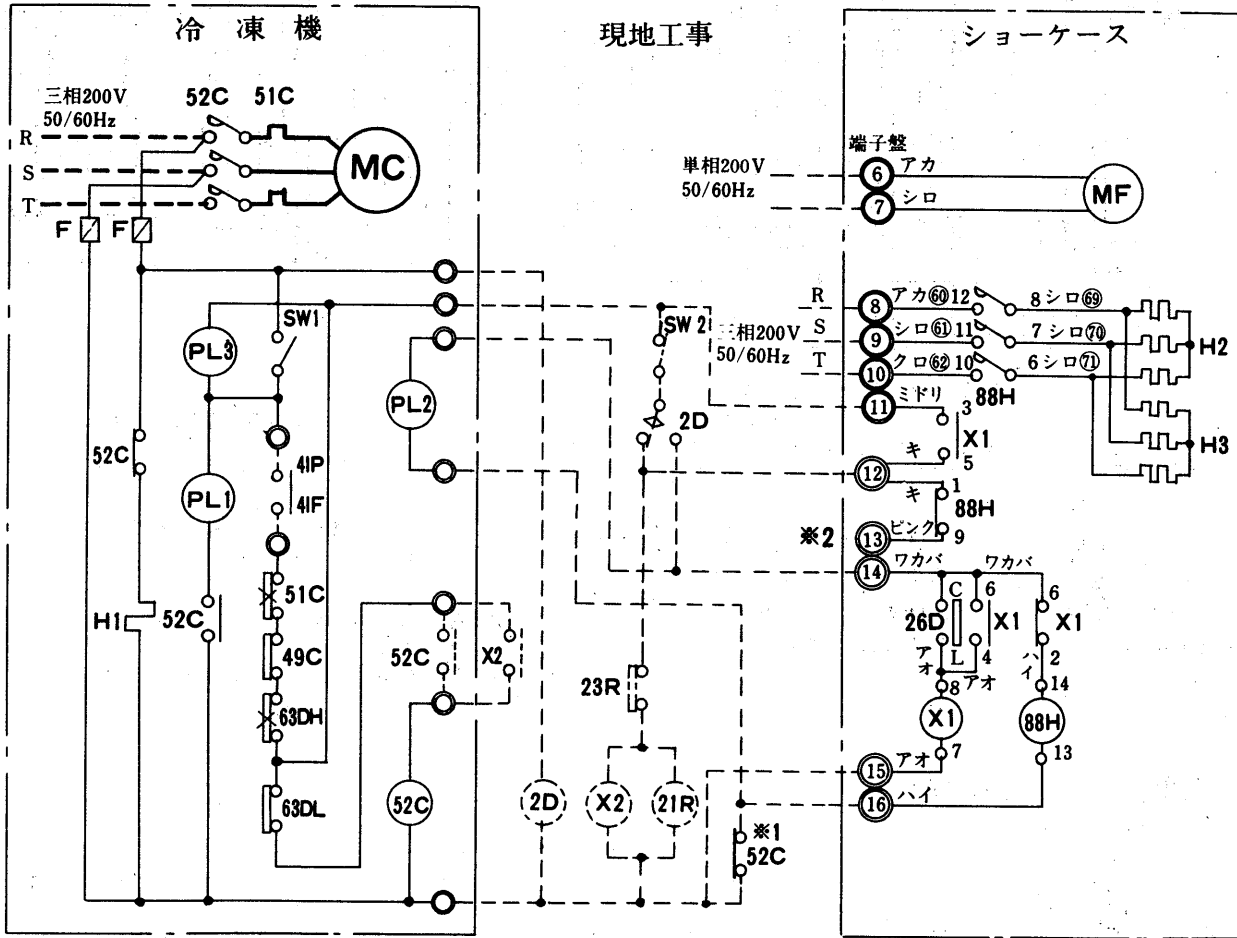 冷凍機
現地工事
ショーケース
三相200V
50/60Hz
52C
51C
R
S
T
MC
F
F
端子盤
単相200V
50/60Hz
6
アカ
7
シロ
MF
SW1
PL3
PL2
SW2
三相200V
50/60Hz
R
S
T
8
アカ⑥⓪12
8シロ⑥⑨
9
シロ⑥①11
7シロ⑦⓪
10
クロ⑥②10
6シロ⑦①
88H
H2
H3
11
ミドリ
3
X1
5
キ
2D
52C
PL1
41P
41F
12
キ
1
88H
9
※2
13
ピンク
14
ワカバ
ワカバ
51C
49C
63DH
63DL
H1
52C
52C
X2
52C
23R
2D
X2
21R
※1
52C
26D
C
L
6
X1
4
アオ
アオ
6
X1
2
ハイ
14
8
X1
7
88H
13
15
アオ
16
ハイ